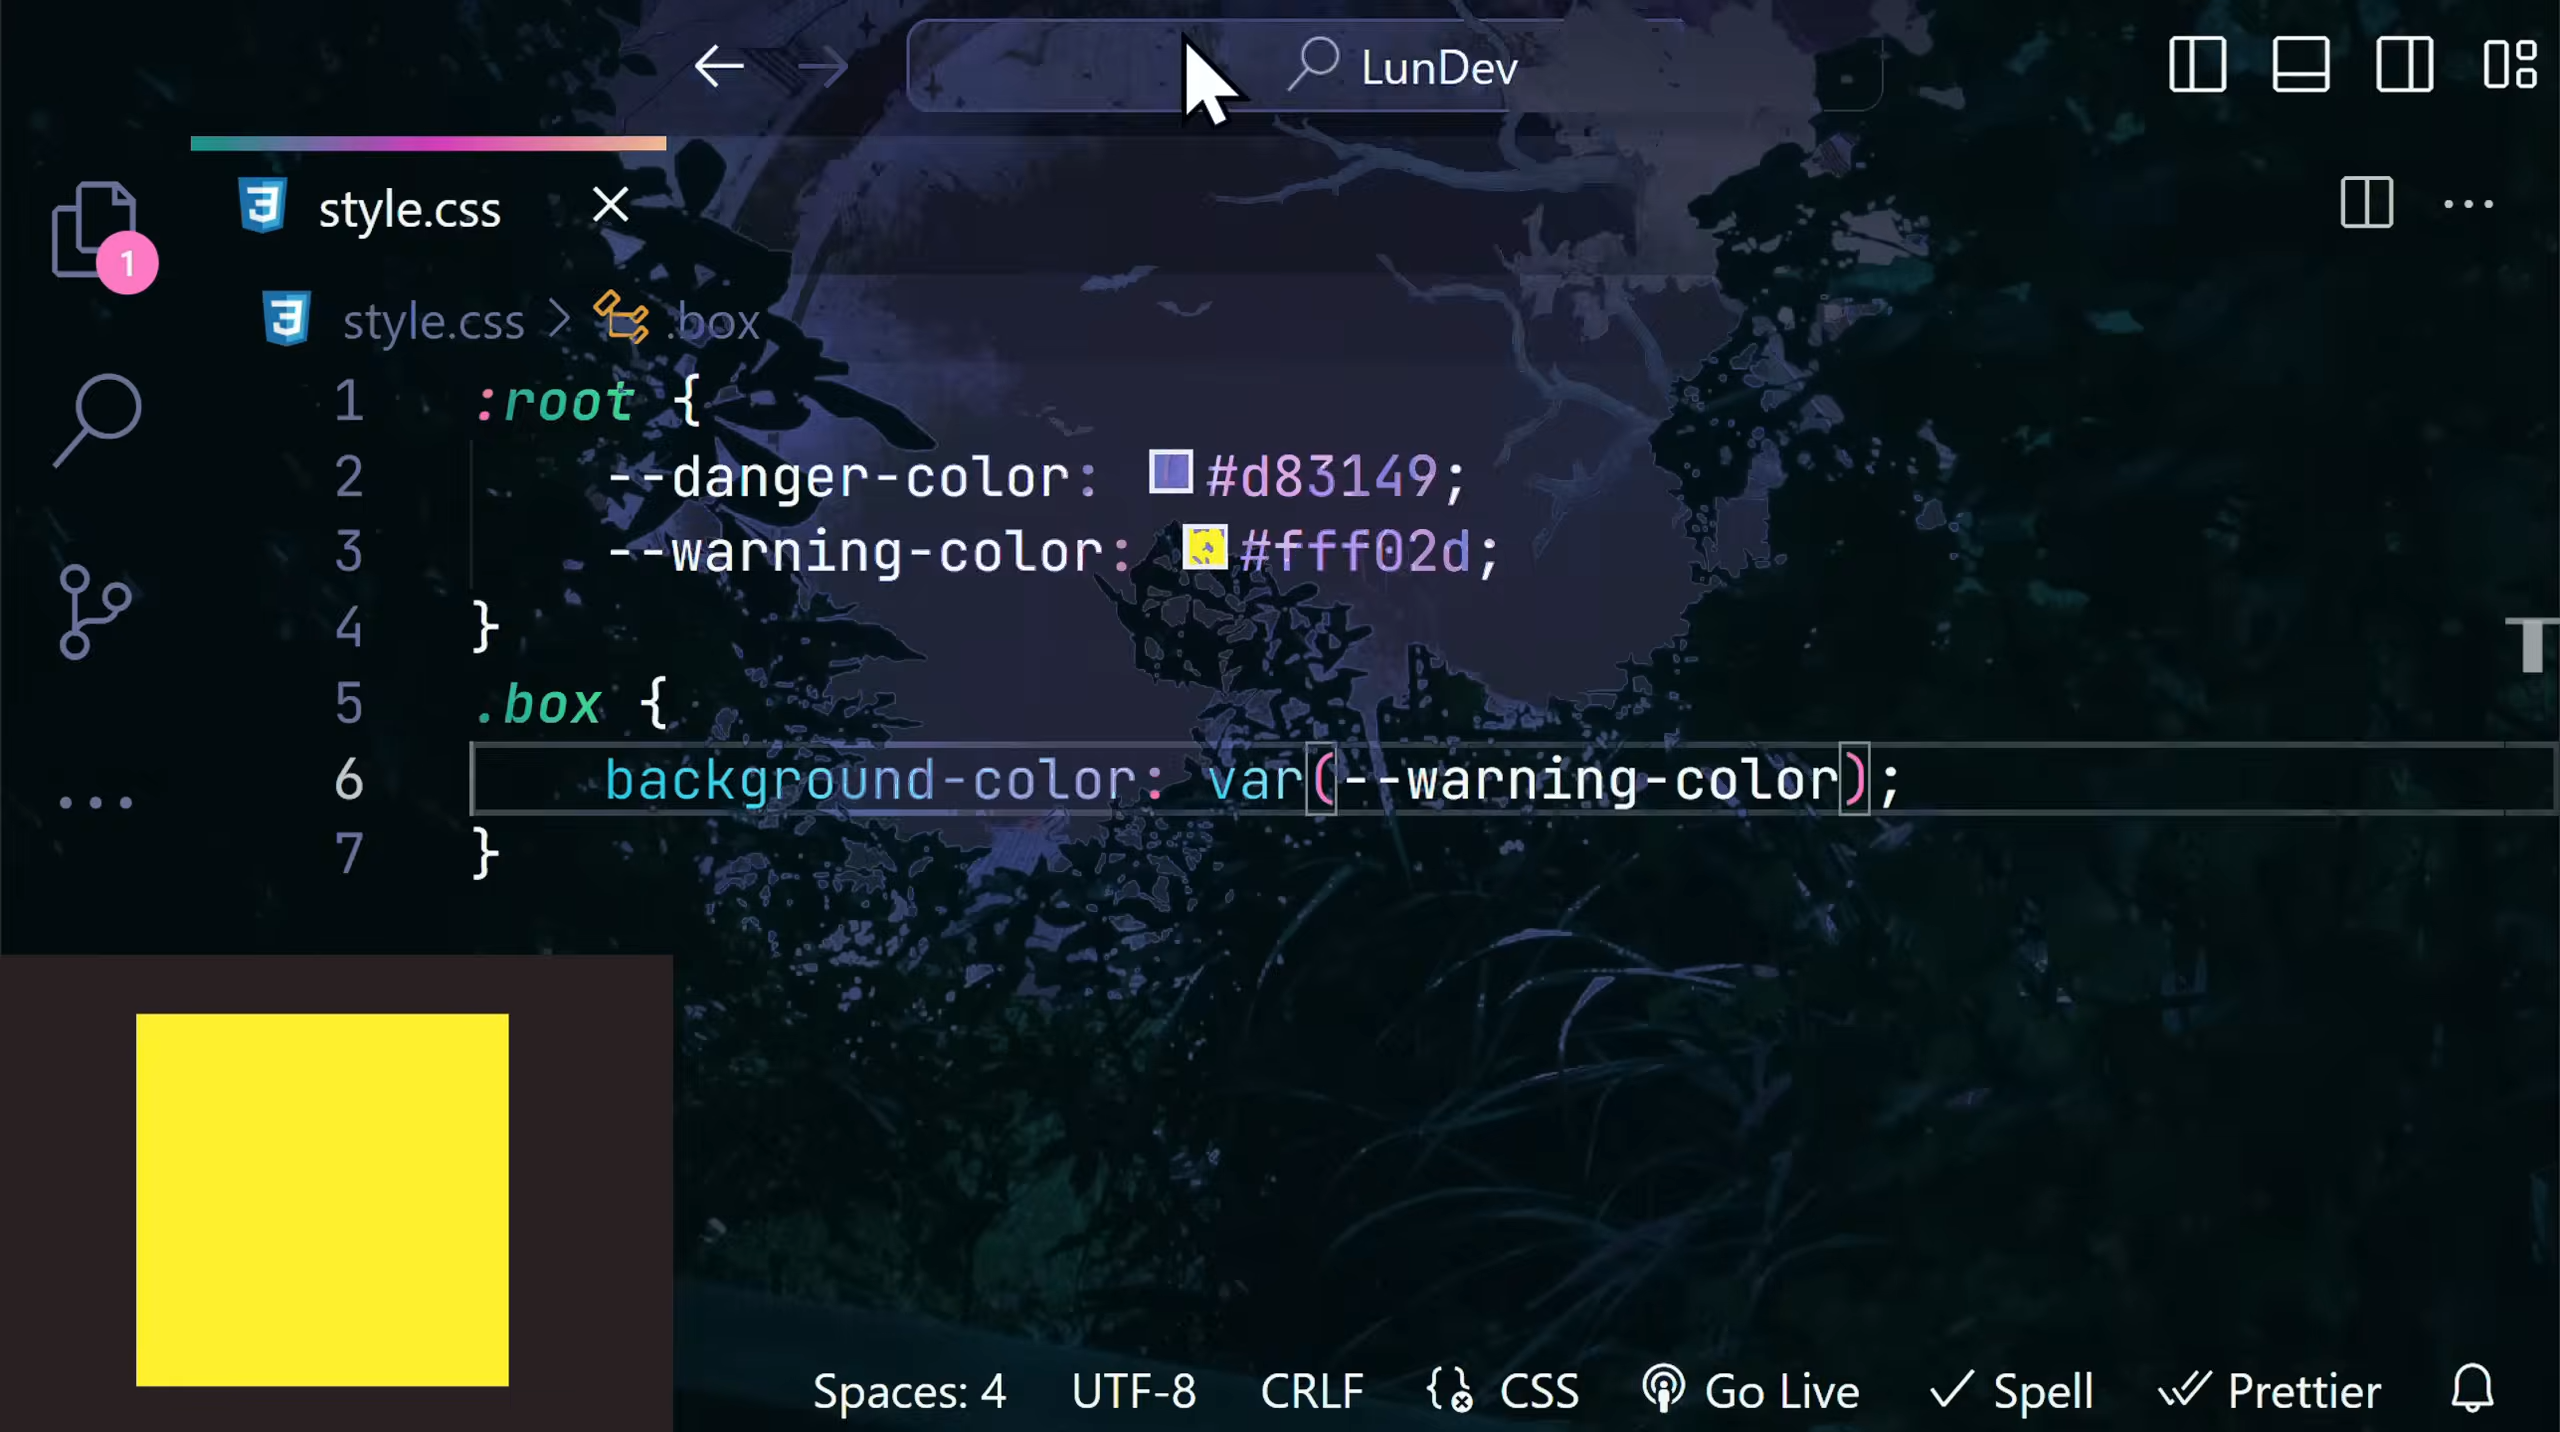 LunDev
style.css
1
style.css > .box
1 :root {
2 --danger-color: #d83149;
3 --warning-color: #fff02d;
4 }
5 .box {
6 background-color: var(--warning-color);
7 }
Spaces: 4 UTF-8 CRLF CSS Go Live Spell Prettier